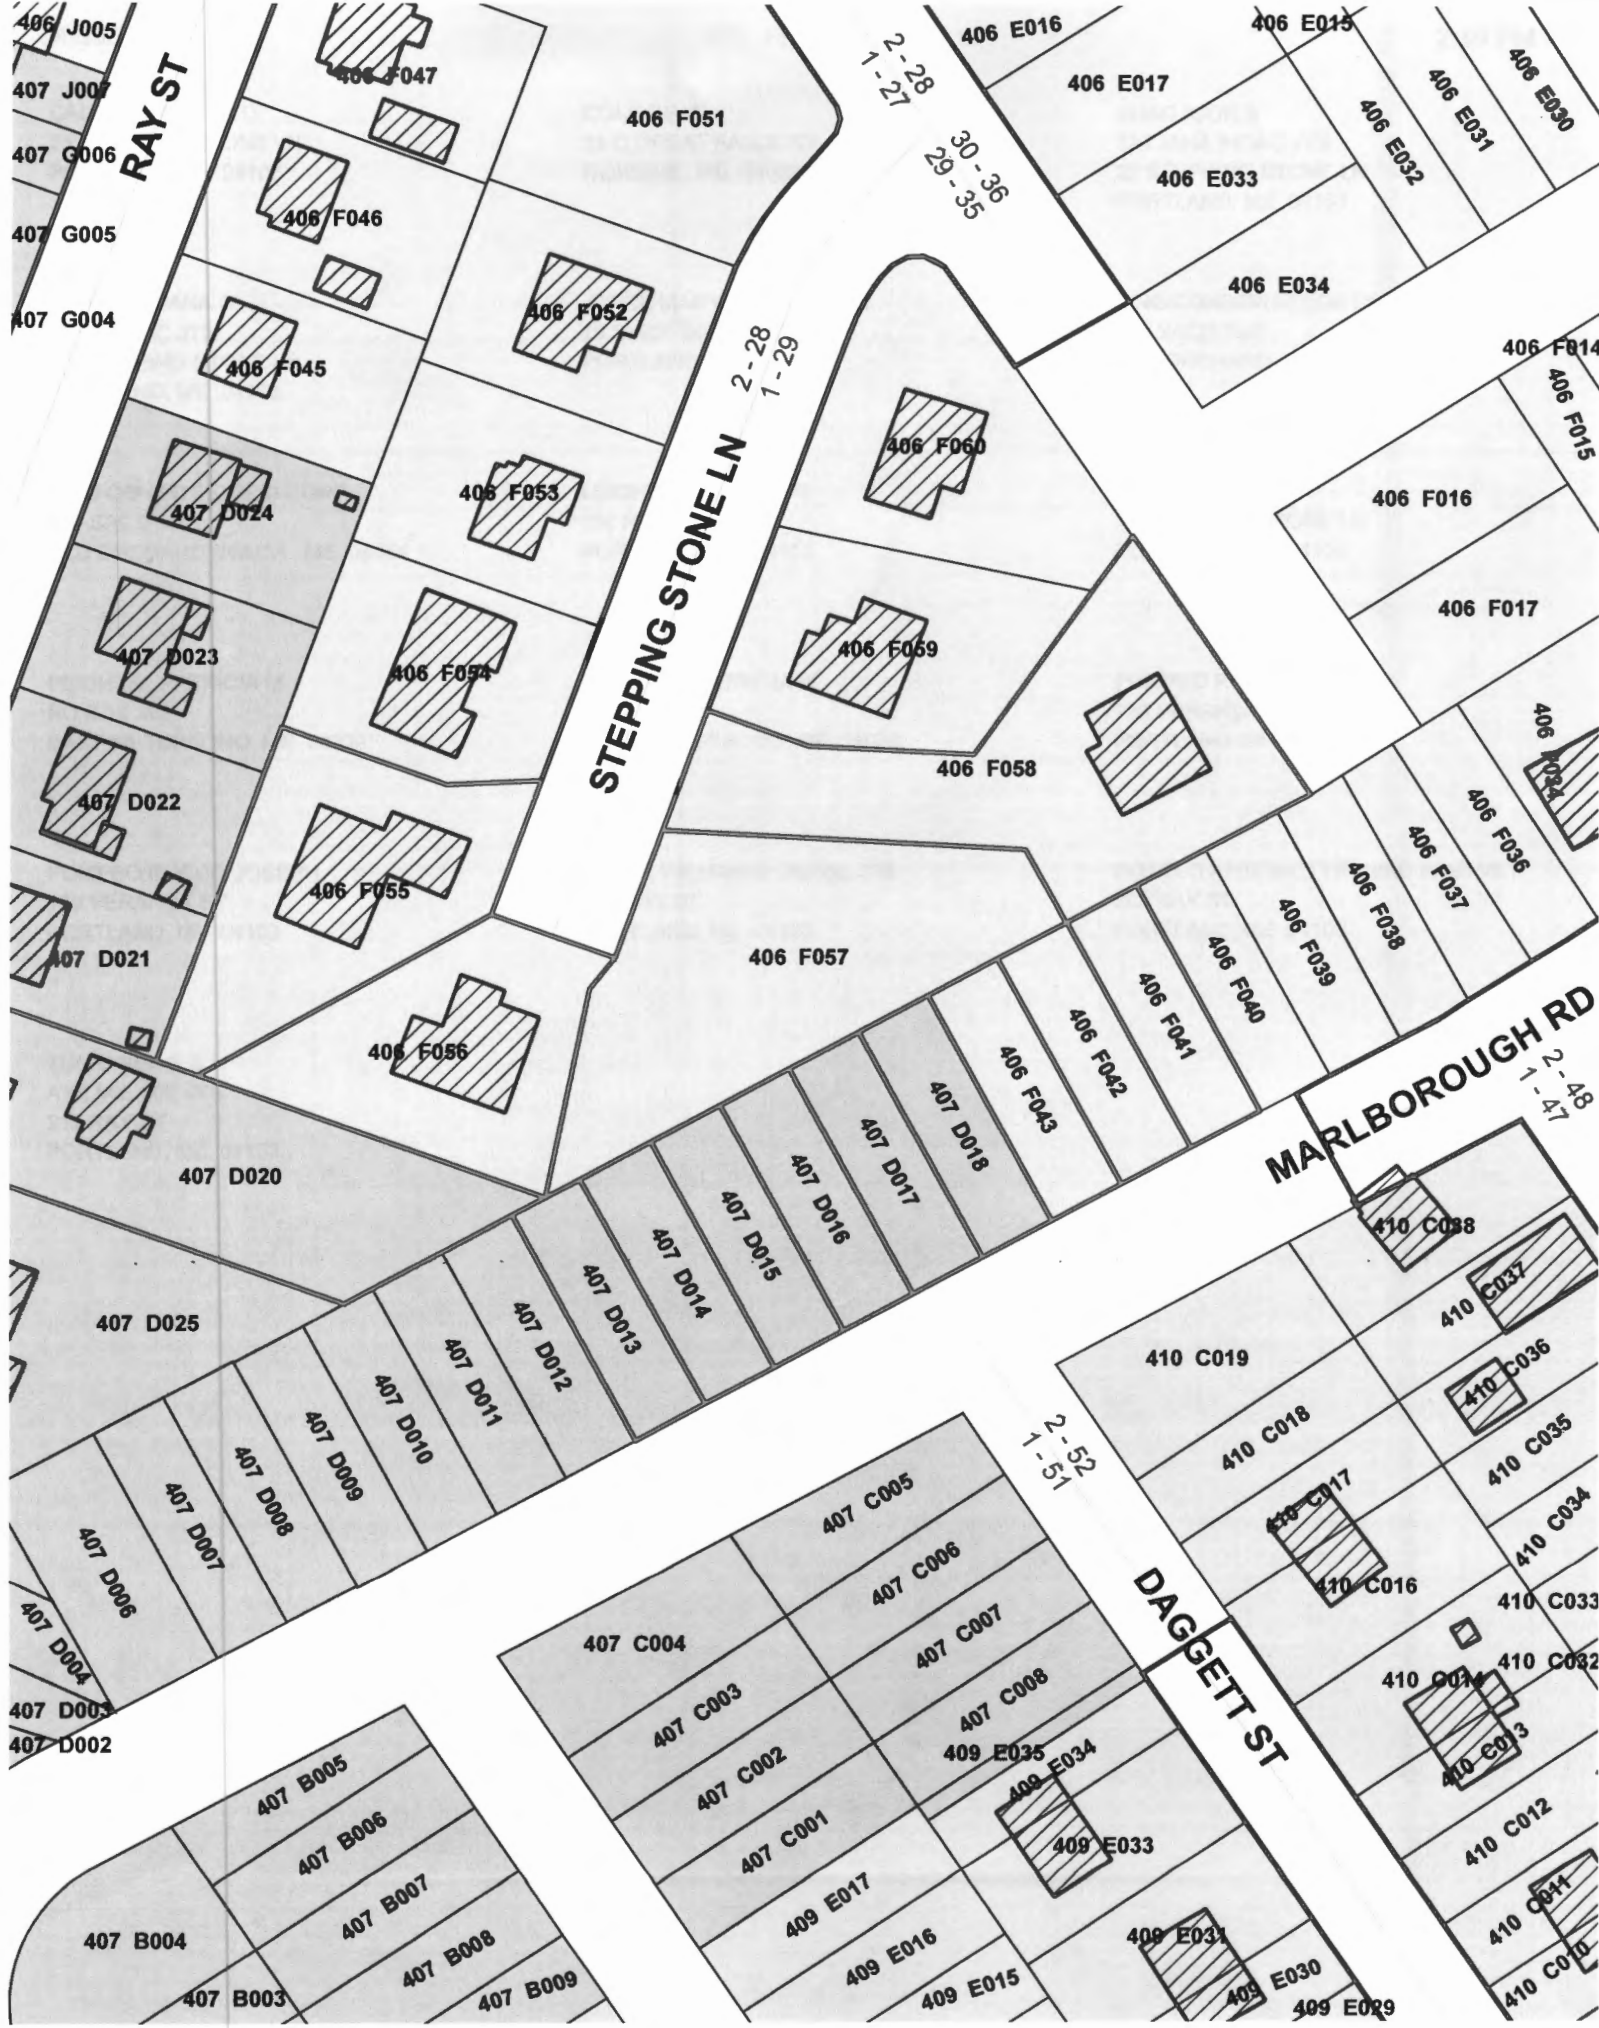 406 J005
406 F047
406 E016
406 E015
406 E030
407 J007
RAY ST
406 F051
2 - 28
1 - 27
406 E017
406 E031
406 E032
407 G006
30 - 36
29 - 35
406 E033
407 G005
406 F046
406 E034
407 G004
406 F052
406 F045
2 - 28
1 - 29
406 F014
406 F015
407 D024
406 F053
406 F060
406 F016
STEPPING STONE LN
407 D023
406 F054
406 F059
406 F017
407 D022
406 F058
406 F034
406 F036
406 F037
406 F038
406 F039
406 F040
406 F041
406 F042
406 F043
407 D021
406 F055
406 F057
406 F056
MARLBOROUGH RD
2 - 48
1 - 47
407 D020
407 D018
407 D017
407 D016
407 D015
407 D014
407 D013
407 D012
407 D011
407 D010
407 D009
407 D008
407 D007
407 D006
407 D025
410 C038
410 C037
410 C019
410 C036
410 C018
410 C035
2 - 52
1 - 51
410 C017
410 C034
407 C005
407 C006
410 C016
410 C033
407 D004
407 C004
407 C007
DAGGETT ST
410 C032
410 C014
407 D003
407 C003
407 C008
407 D002
407 C002
409 E035
409 E034
410 C013
407 B005
407 B006
407 C001
409 E033
410 C012
407 B007
409 E017
410 C011
407 B004
407 B008
409 E016
409 E031
410 C010
407 B003
407 B009
409 E015
409 E030
409 E029